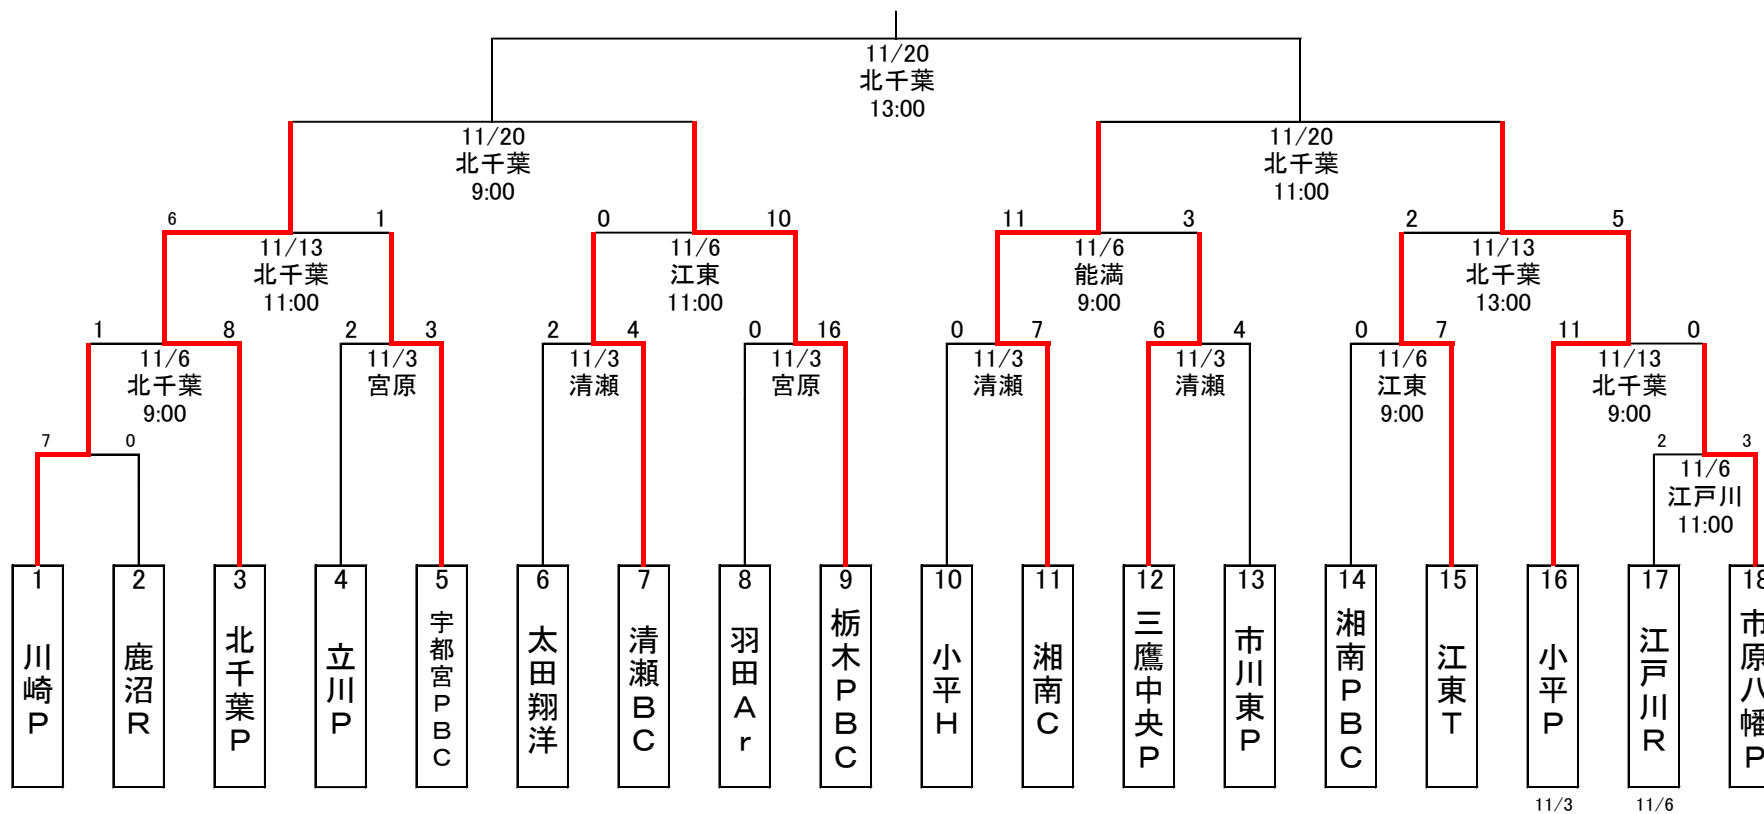 11/20
北千葉
13:00
11/20
北千葉
9:00
11/20
北千葉
11:00
6 1 0 10 11 3 2 5
11/13
北千葉
11:00
11/6
江東
11:00
11/6
能満
9:00
11/13
北千葉
13:00
1 8 2 3 2 4 0 16 0 7 6 4 0 7 11 0
11/6
北千葉
9:00
11/3
宮原
11/3
清瀬
11/3
宮原
11/3
清瀬
11/3
清瀬
11/6
江東
9:00
11/13
北千葉
9:00
7 0 2 3
11/6
江戸川
11:00
1
川崎P
2
鹿沼R
3
北千葉P
4
立川P
5
宇都宮PBC
6
太田翔洋
7
清瀬BC
8
羽田Ar
9
栃木PBC
10
小平H
11
湘南C
12
三鷹中央P
13
市川東P
14
湘南PBC
15
江東T
16
小平P
17
江戸川R
18
市原八幡P
11/3
11/6